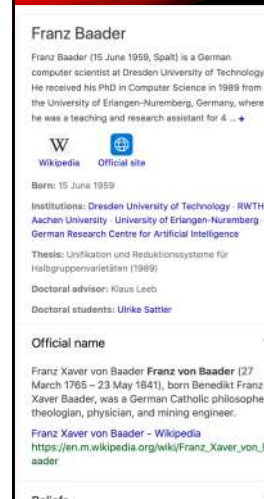 Franz Baader
Franz Baader (15 June 1959, Spalt) is a German
computer scientist at Dresden University of Technology.
He received his PhD in Computer Science in 1989 from
the University of Erlangen-Nuremberg, Germany, where
he was a teaching and research assistant for 4 ...
W
Wikipedia Official site
Born: 15 June 1959
Institutions: Dresden University of Technology · RWTH
Aachen University · University of Erlangen-Nuremberg ·
German Research Centre for Artificial Intelligence
Thesis: Unifikation und Reduktionssysteme für
Halbgruppenvarietäten (1989)
Doctoral advisor: Klaus Leeb
Doctoral students: Ulrike Sattler
Official name
Franz Xaver von Baader Franz von Baader (27
March 1765 – 23 May 1841), born Benedikt Franz
Xaver Baader, was a German Catholic philosophe
theologian, physician, and mining engineer.
Franz Xaver von Baader - Wikipedia
https://en.m.wikipedia.org/wiki/Franz_Xaver_von_
aader